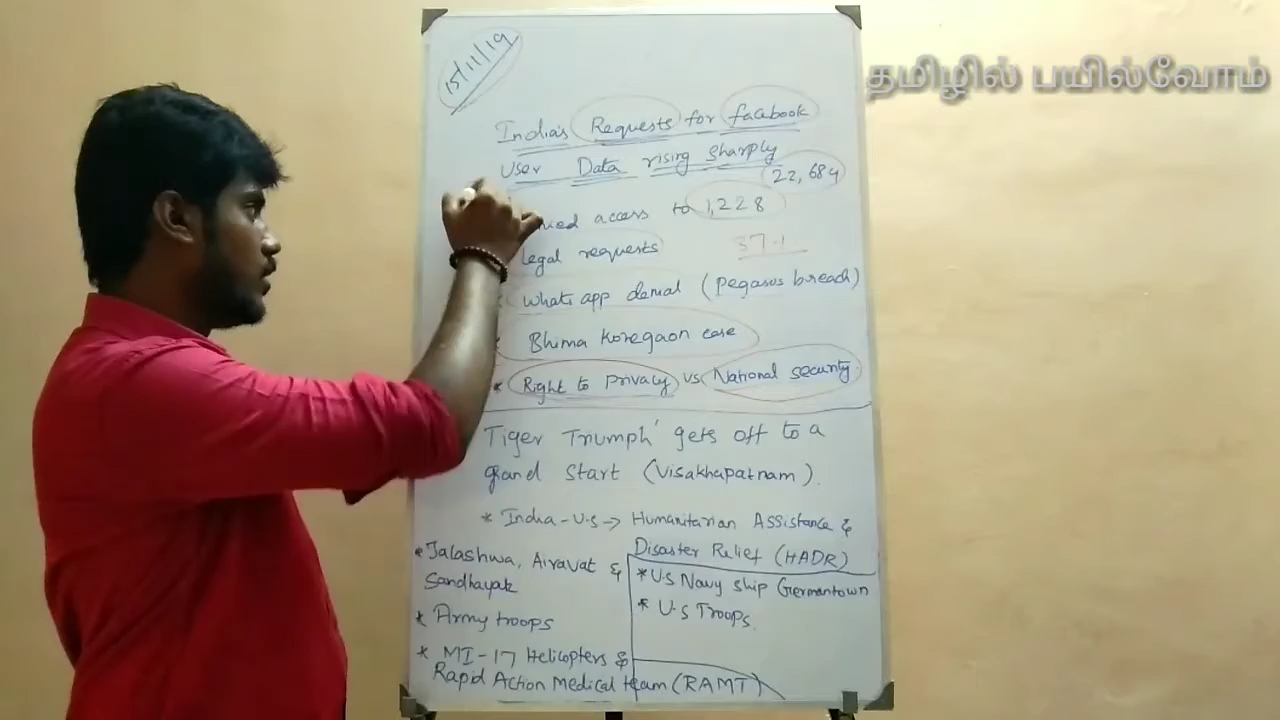 15/11/19
தமிழில் பயில்வோம்
India's Requests for facebook
User Data rising sharply
22,684
access to 1,228
legal requests
37.1
* Whats app denial (Pegasus breach)
* Bhima Koregaon case
* Right to Privacy vs National security
Tiger Triumph' gets off to a
grand start (Visakhapatnam).
* India-U.S → Humanitarian Assistance &
Disaster Relief (HADR)
* Jalashwa, Airavat &
Sandhayak
* Army troops
* MI-17 Helicopters &
Rapid Action Medical team (RAMT)
* U.S Navy ship Germantown
* U.S Troops.